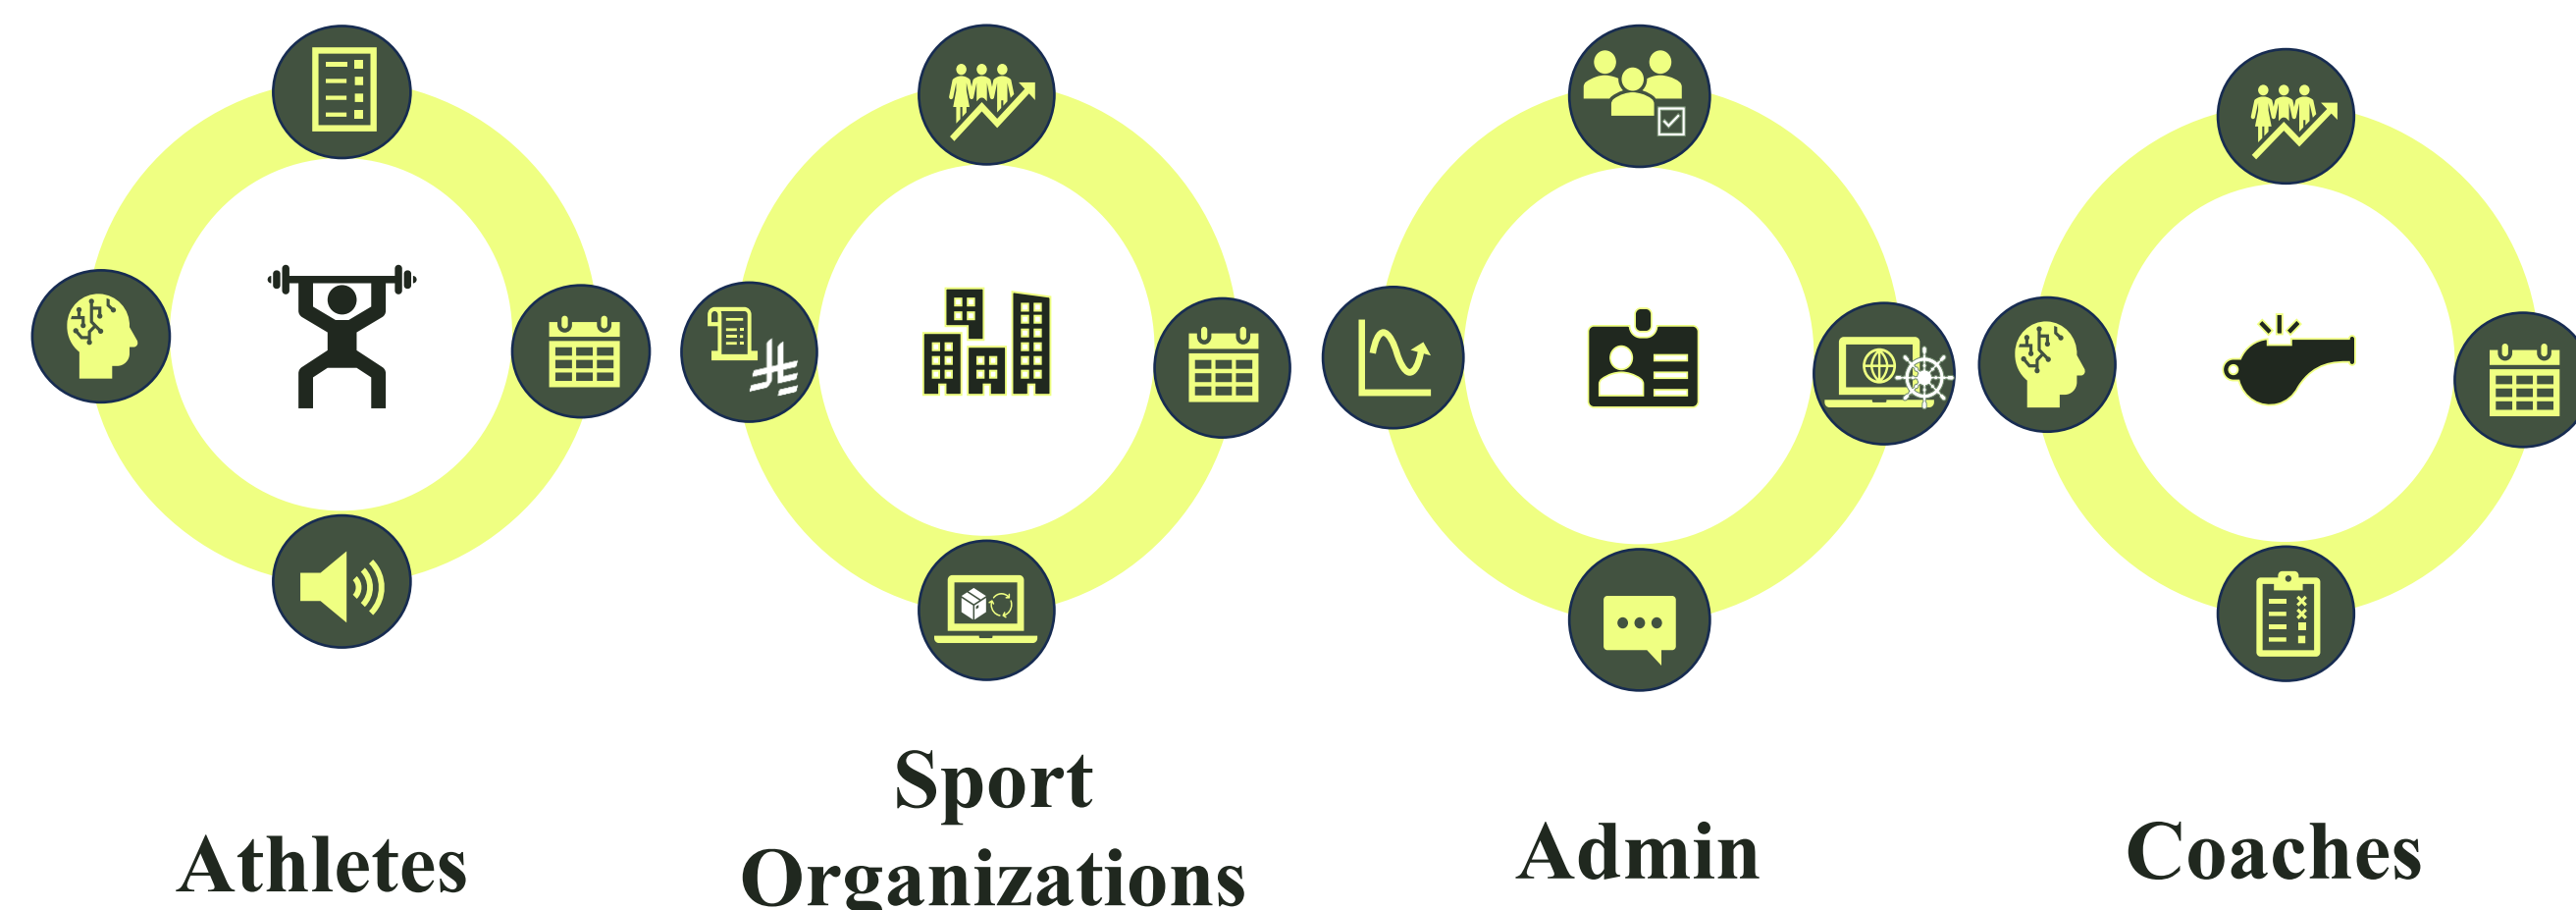 Athletes
Sport
Organizations
Admin
Coaches